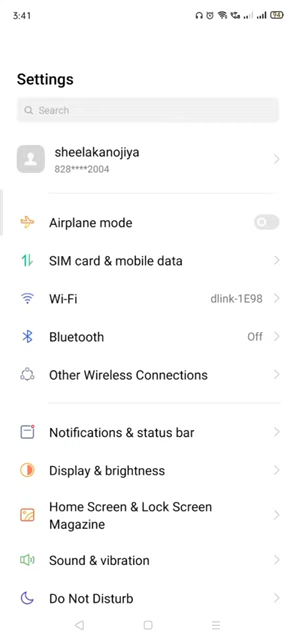 3:41
94
Settings
Search
sheelakanojiya
828****2004
Airplane mode
SIM card & mobile data
Wi-Fi dlink-1E98
Bluetooth Off
Other Wireless Connections
Notifications & status bar
Display & brightness
Home Screen & Lock Screen
Magazine
Sound & vibration
Do Not Disturb